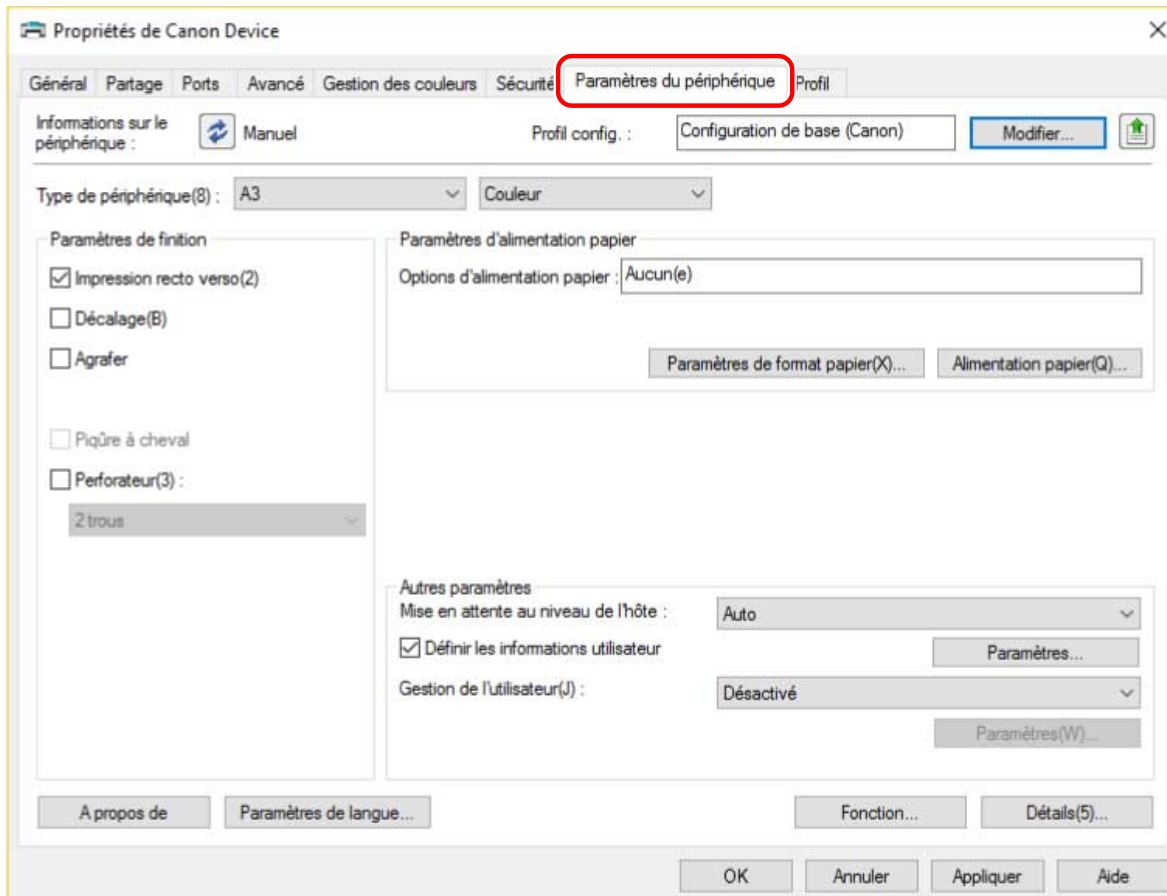 Propriétés de Canon Device
Général Partage Ports Avancé Gestion des couleurs Sécurité Paramètres du périphérique Profil
Informations sur le
périphérique :
Manuel
Profil config. :
Configuration de base (Canon)
Modifier...
Type de périphérique(8) :
A3
Couleur
Paramètres de finition
Impression recto verso(2)
Décalage(B)
Agrafer
Piqûre à cheval
Perforateur(3) :
2 trous
Paramètres d'alimentation papier
Options d'alimentation papier :
Aucun(e)
Paramètres de format papier(X)...
Alimentation papier(Q)...
Autres paramètres
Mise en attente au niveau de l'hôte :
Auto
Définir les informations utilisateur
Paramètres...
Gestion de l'utilisateur(J) :
Désactivé
Paramètres(W)...
A propos de
Paramètres de langue...
Fonction...
Détails(5)...
OK
Annuler
Appliquer
Aide